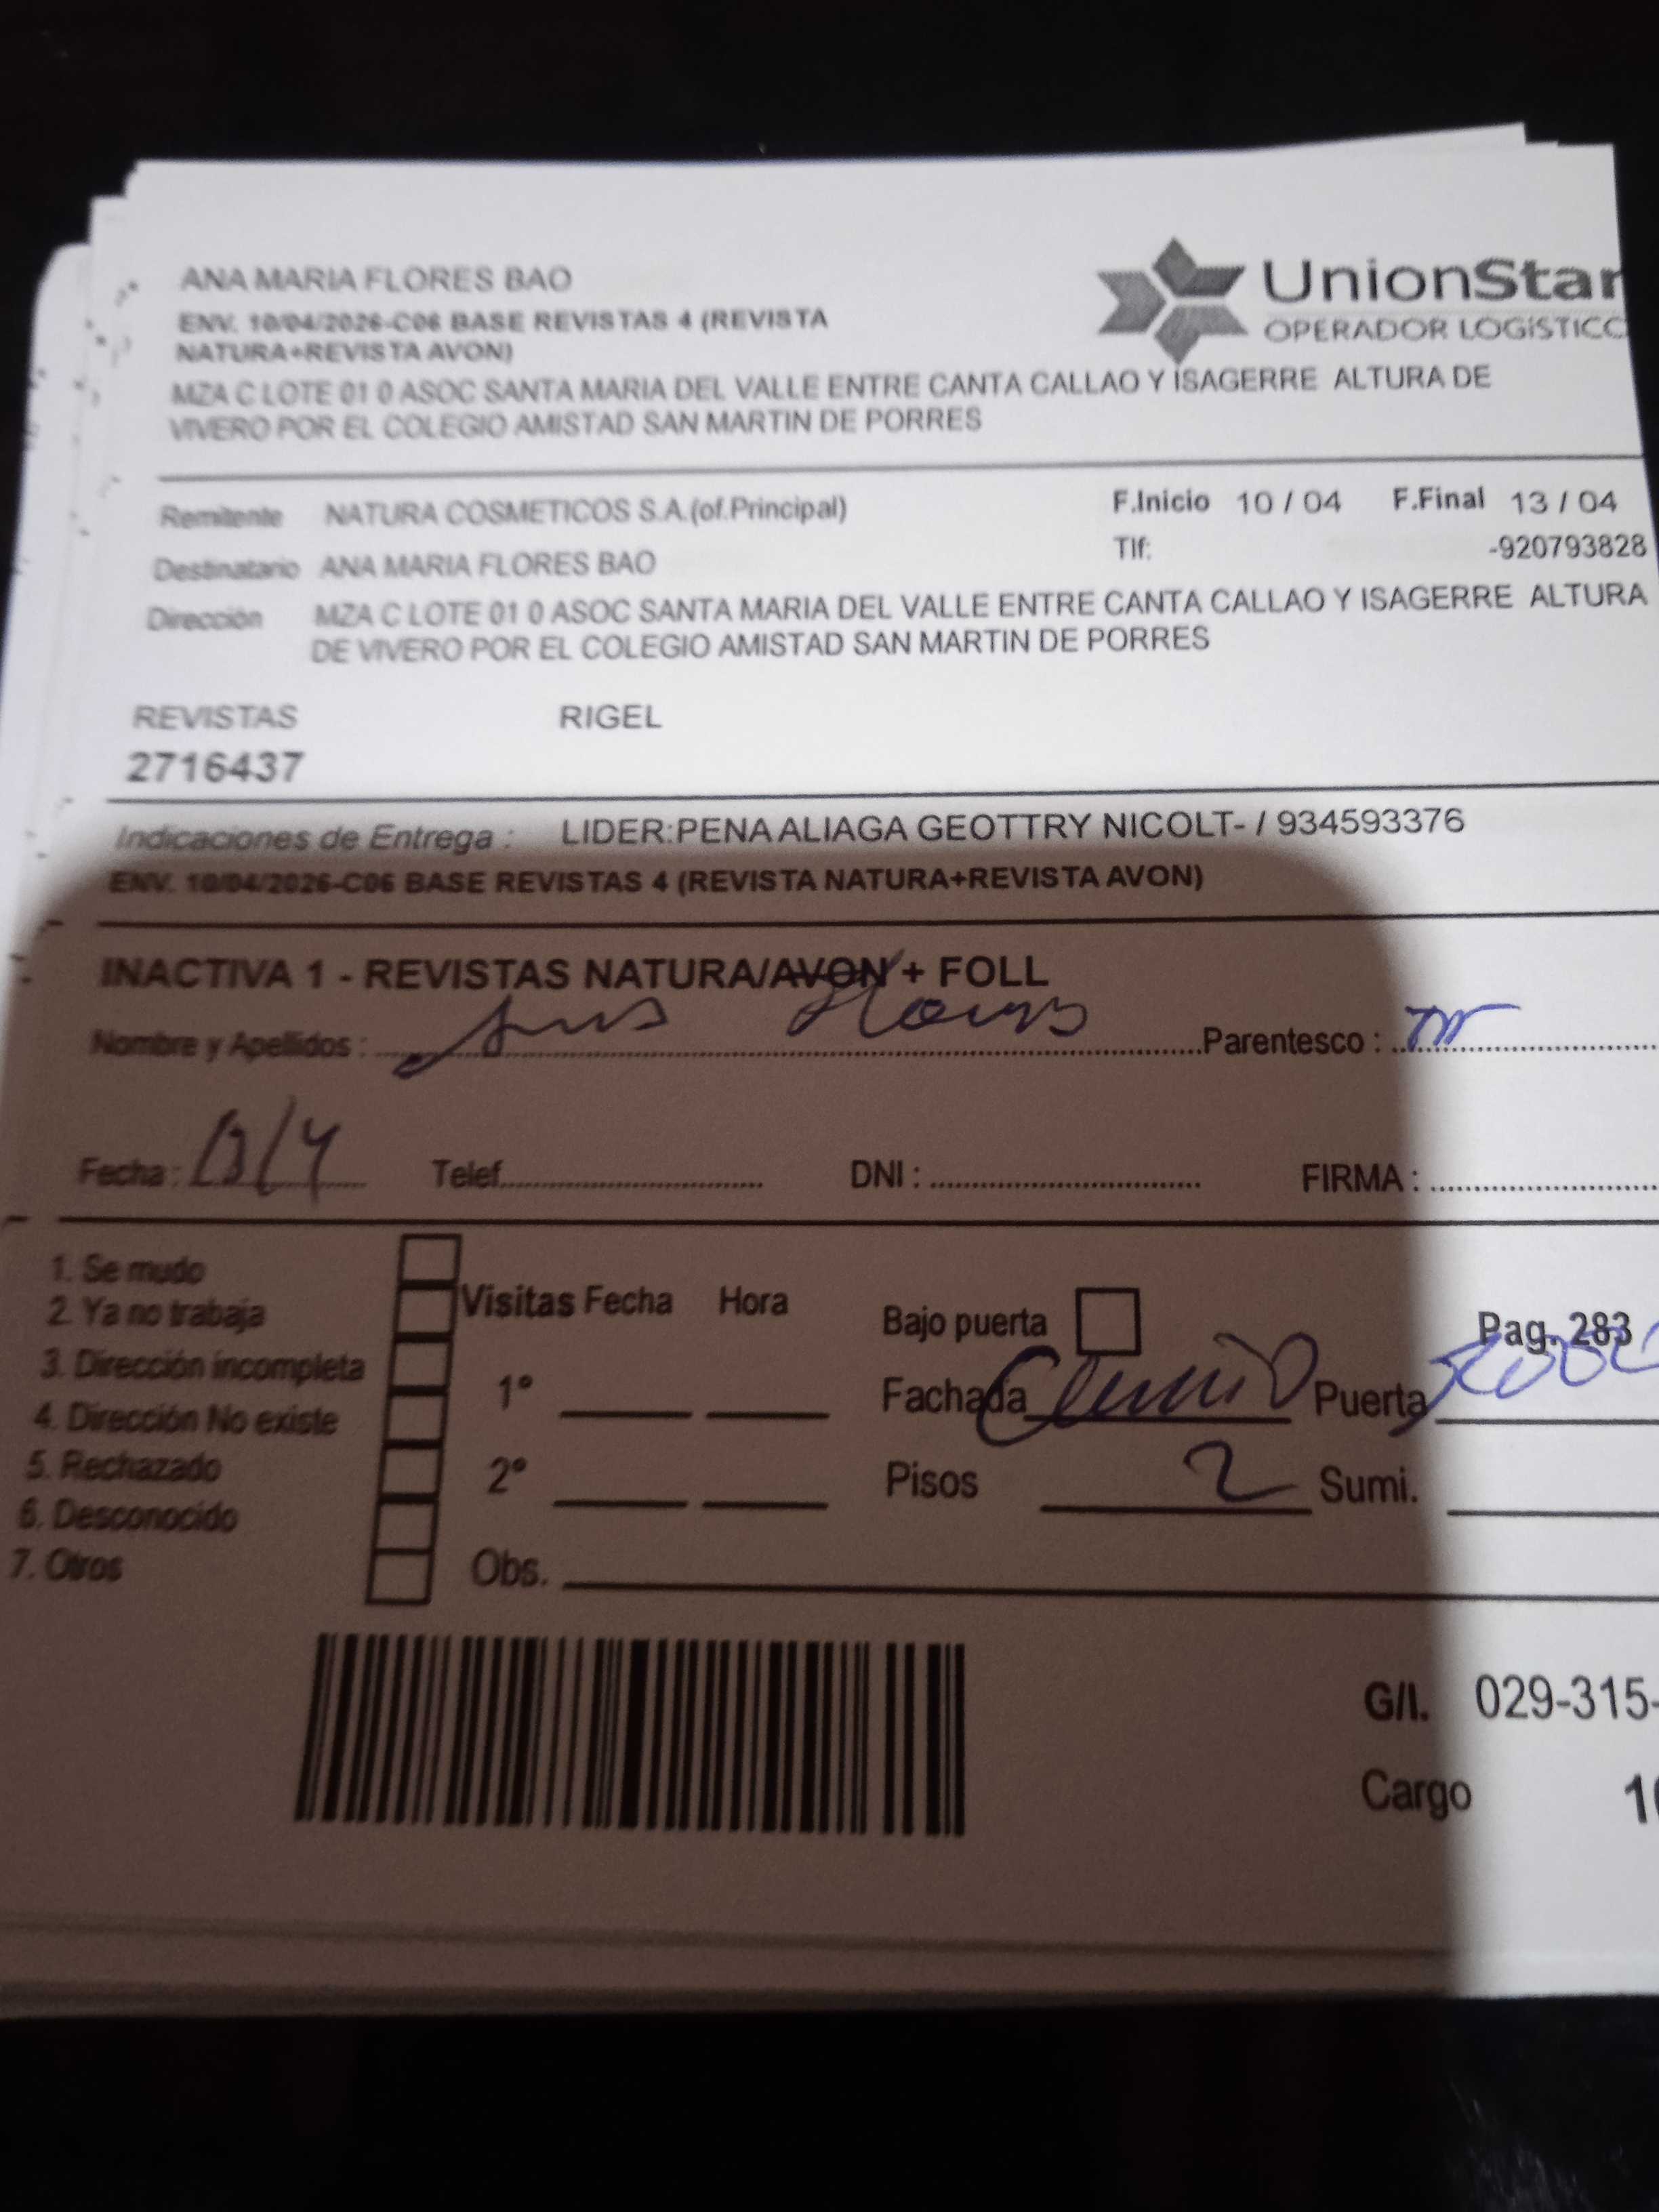 ANA MARIA FLORES BAO
ENV. 10/04/2026-C06 BASE REVISTAS 4 (REVISTA
NATURA+REVISTA AVON)
MZA C LOTE 01 0 ASOC SANTA MARIA DEL VALLE ENTRE CANTA CALLAO Y ISAGERRE ALTURA DE
VIVERO POR EL COLEGIO AMISTAD SAN MARTIN DE PORRES
UnionStar
OPERADOR LOGÍSTICO
Remitente NATURA COSMETICOS S.A.(of.Principal) F.Inicio 10 / 04 F.Final 13 / 04
Tlf: -920793828
Destinatario ANA MARIA FLORES BAO
Dirección MZA C LOTE 01 0 ASOC SANTA MARIA DEL VALLE ENTRE CANTA CALLAO Y ISAGERRE ALTURA
DE VIVERO POR EL COLEGIO AMISTAD SAN MARTIN DE PORRES
REVISTAS RIGEL
2716437
Indicaciones de Entrega : LIDER:PENA ALIAGA GEOTTRY NICOLT- / 934593376
ENV. 10/04/2026-C06 BASE REVISTAS 4 (REVISTA NATURA+REVISTA AVON)
INACTIVA 1 - REVISTAS NATURA/AVON + FOLL
Nombre y Apellidos : Parentesco :
Fecha : 13/4 Telef. DNI : FIRMA :
1. Se mudo
2. Ya no trabaja
3. Dirección incompleta
4. Dirección No existe
5. Rechazado
6. Desconocido
7. Otros
Visitas Fecha Hora
1°
2°
Obs.
Bajo puerta Pag. 283
Fachada Puerta
Pisos 2 Sumi.
G/I. 029-315-
Cargo